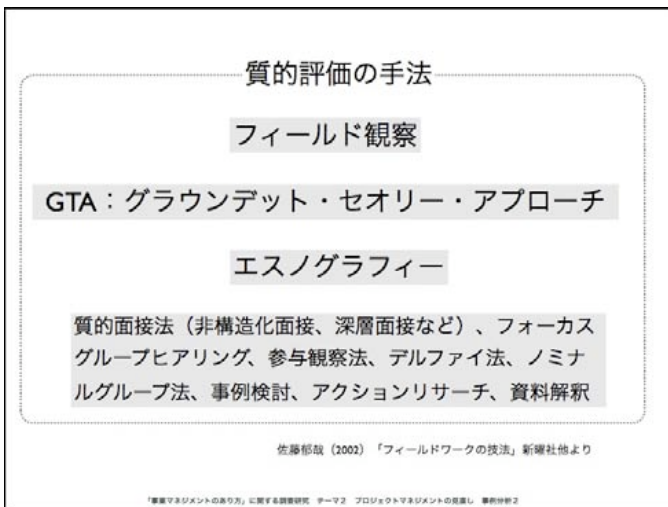 質的評価の手法
フィールド観察
GTA：グラウンデット・セオリー・アプローチ
エスノグラフィー
質的面接法（非構造化面接、深層面接など）、フォーカス
グループヒアリング、参与観察法、デルファイ法、ノミナ
ルグループ法、事例検討、アクションリサーチ、資料解釈
佐藤郁哉（2002）「フィールドワークの技法」新曜社他より
「事業マネジメントのあり方」に関する調査研究　テーマ2　プロジェクトマネジメントの見直し　事例分析2